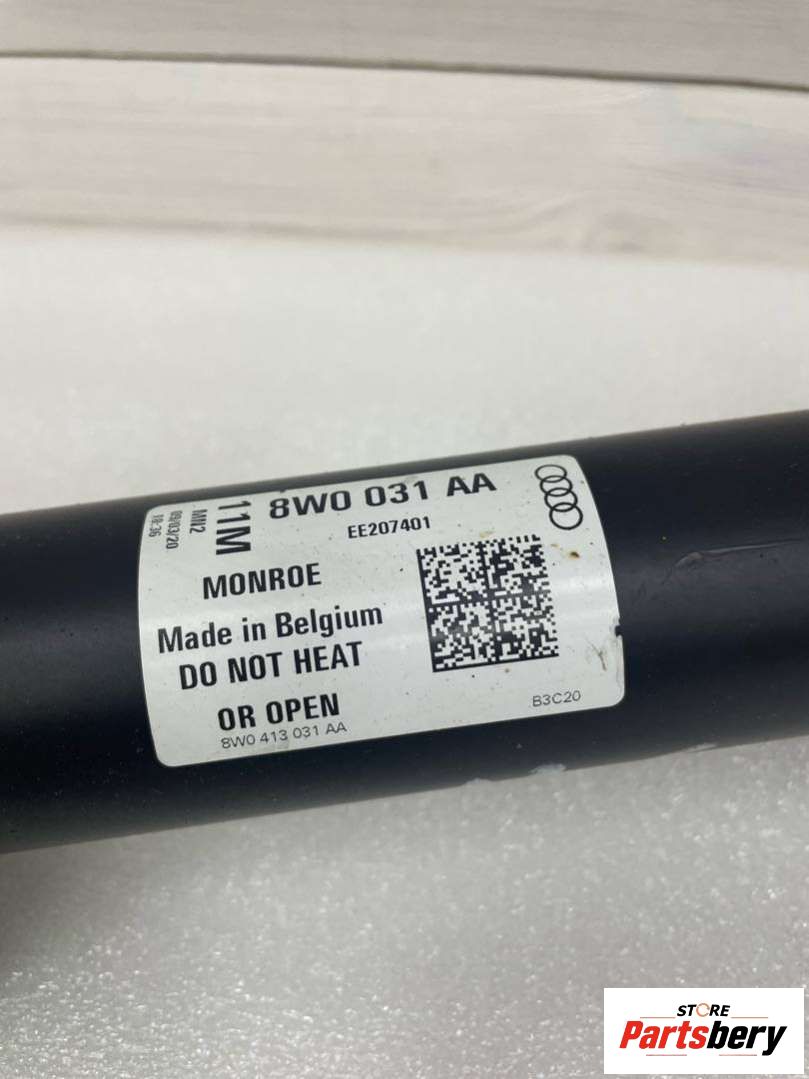 8W0 031 AA
EE207401
11M
MN2
09/03/20
18:36
MONROE
Made in Belgium
DO NOT HEAT
OR OPEN
8W0 413 031 AA
B3C20
STORE
Partsbery